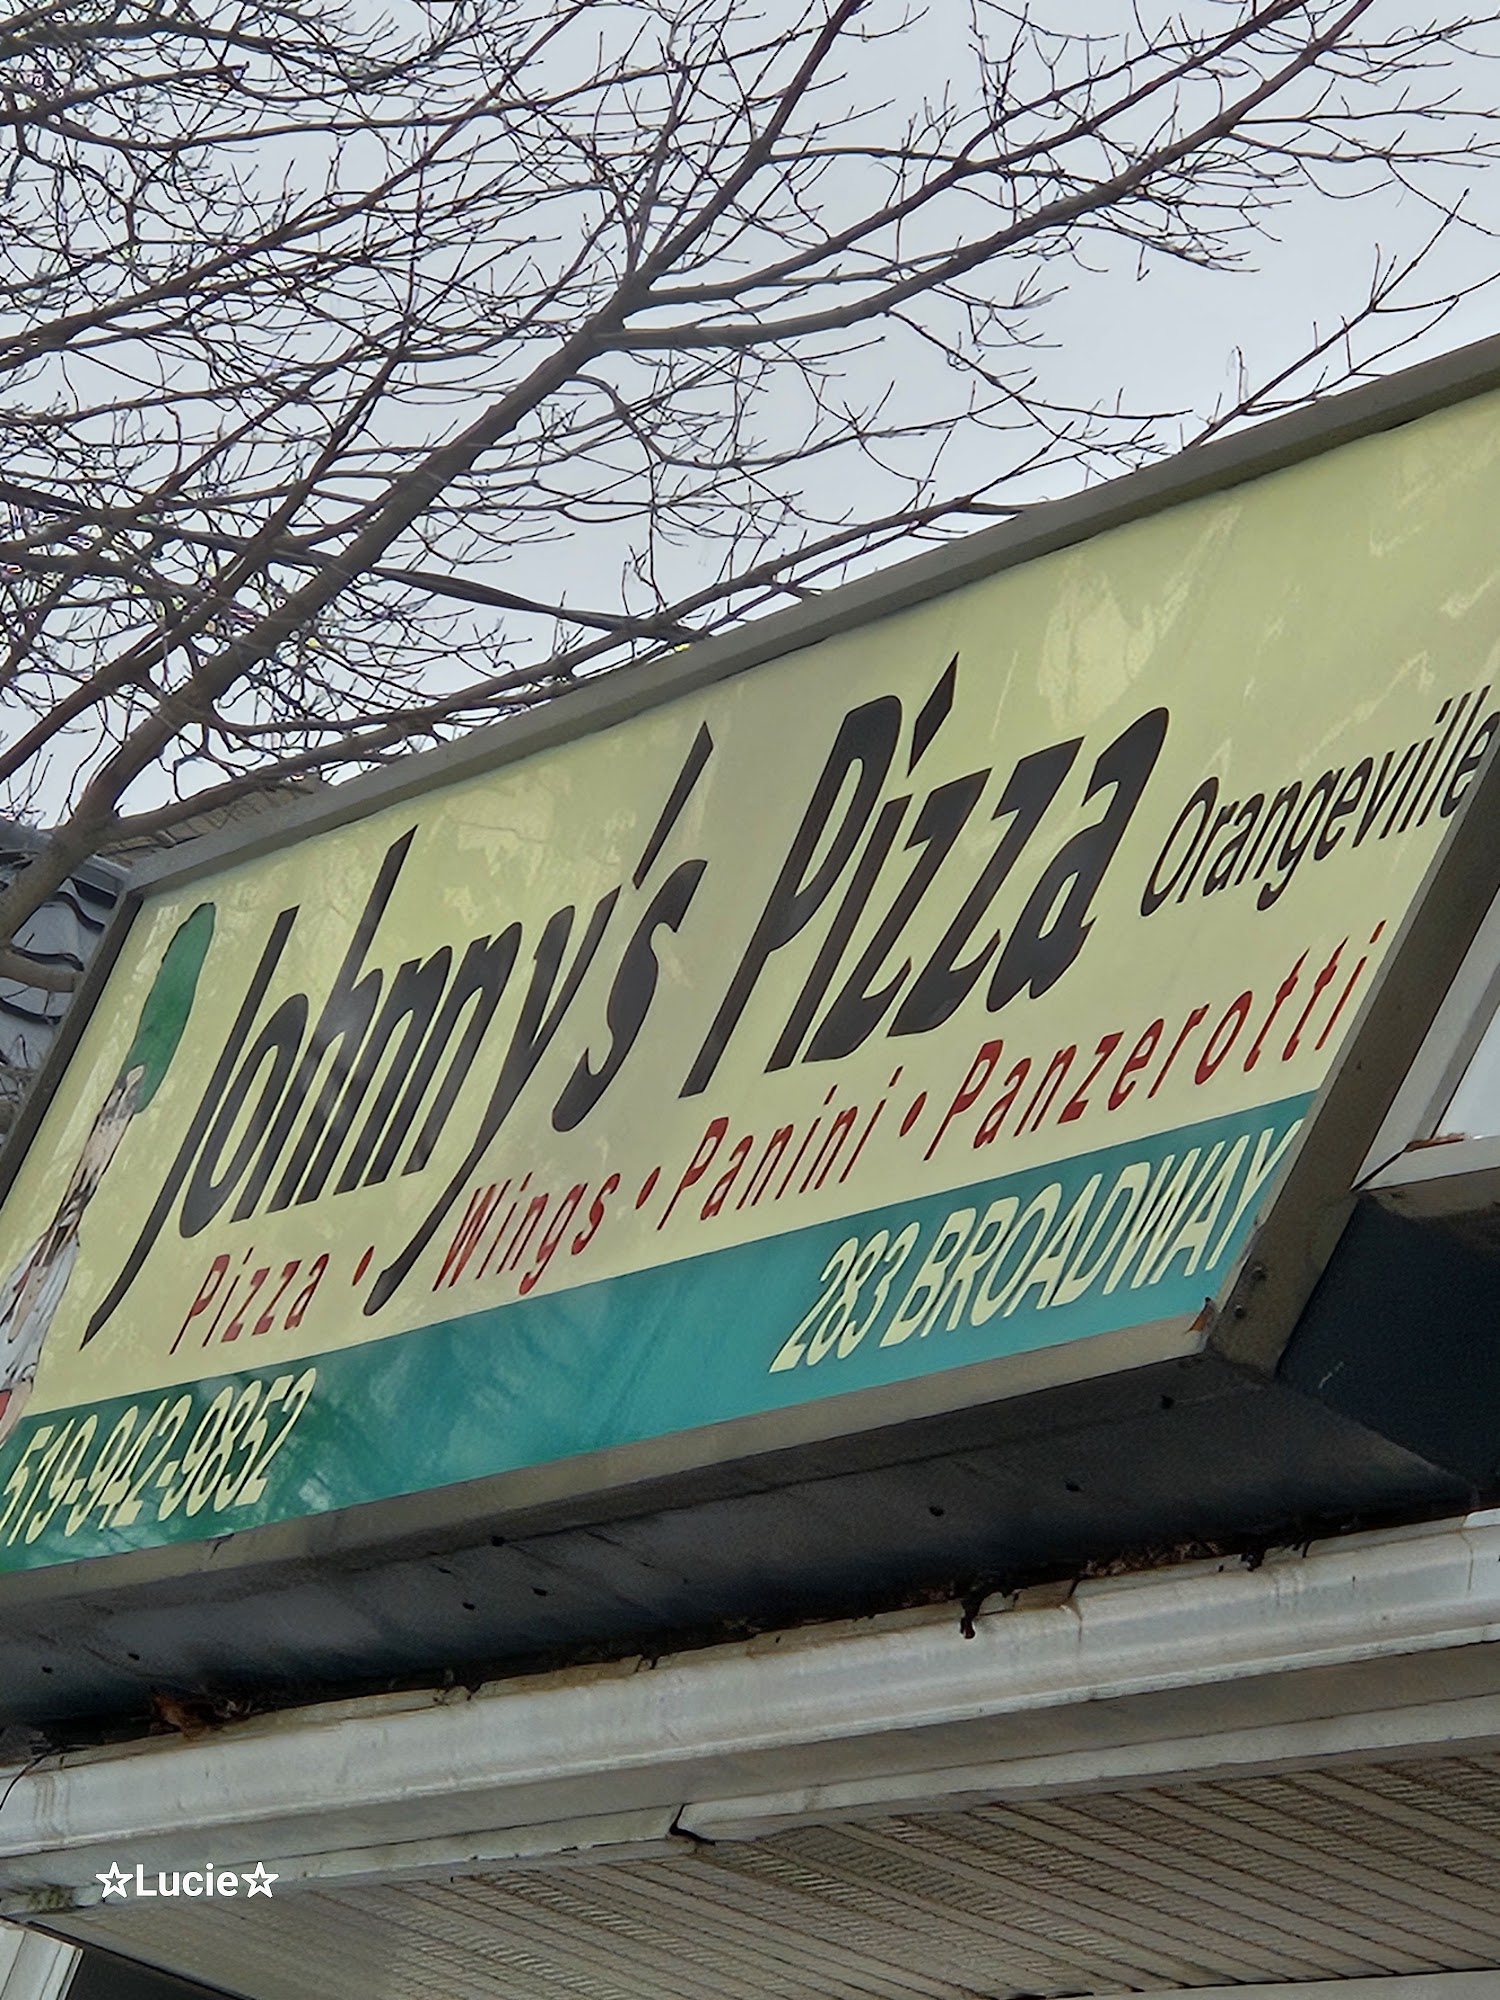 Johnny's Pizza Orangeville
Pizza • Wings • Panini • Panzerotti
519-942-9852 283 BROADWAY
☆Lucie☆